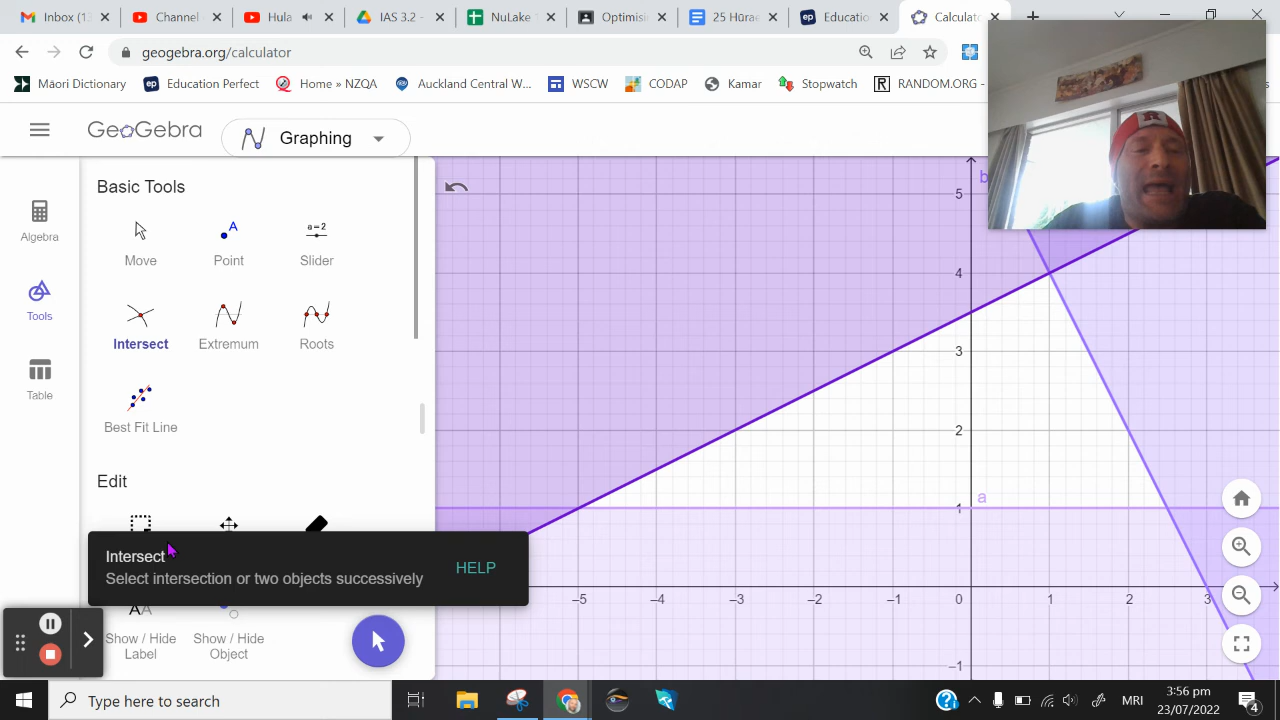 Inbox (1
Channel
Hula
IAS 3.2
NuLake
Optimisi
25 Hūrae
Educatio
Calculat
geogebra.org/calculator
Māori Dictionary
Education Perfect
Home » NZQA
Auckland Central W...
WSCW
CODAP
Kamar
Stopwatch
RANDOM.ORG -
GeoGebra
Graphing
Basic Tools
Algebra
Tools
Table
a=2
A
Move
Point
Slider
Intersect
Extremum
Roots
Best Fit Line
Edit
Intersect
Select intersection or two objects successively
HELP
AA
Show / Hide
Label
Show / Hide
Object
b
5
4
3
2
a
1
–5
–4
–3
–2
–1
0
1
2
3
–1
Type here to search
MRI
3:56 pm
23/07/2022
4